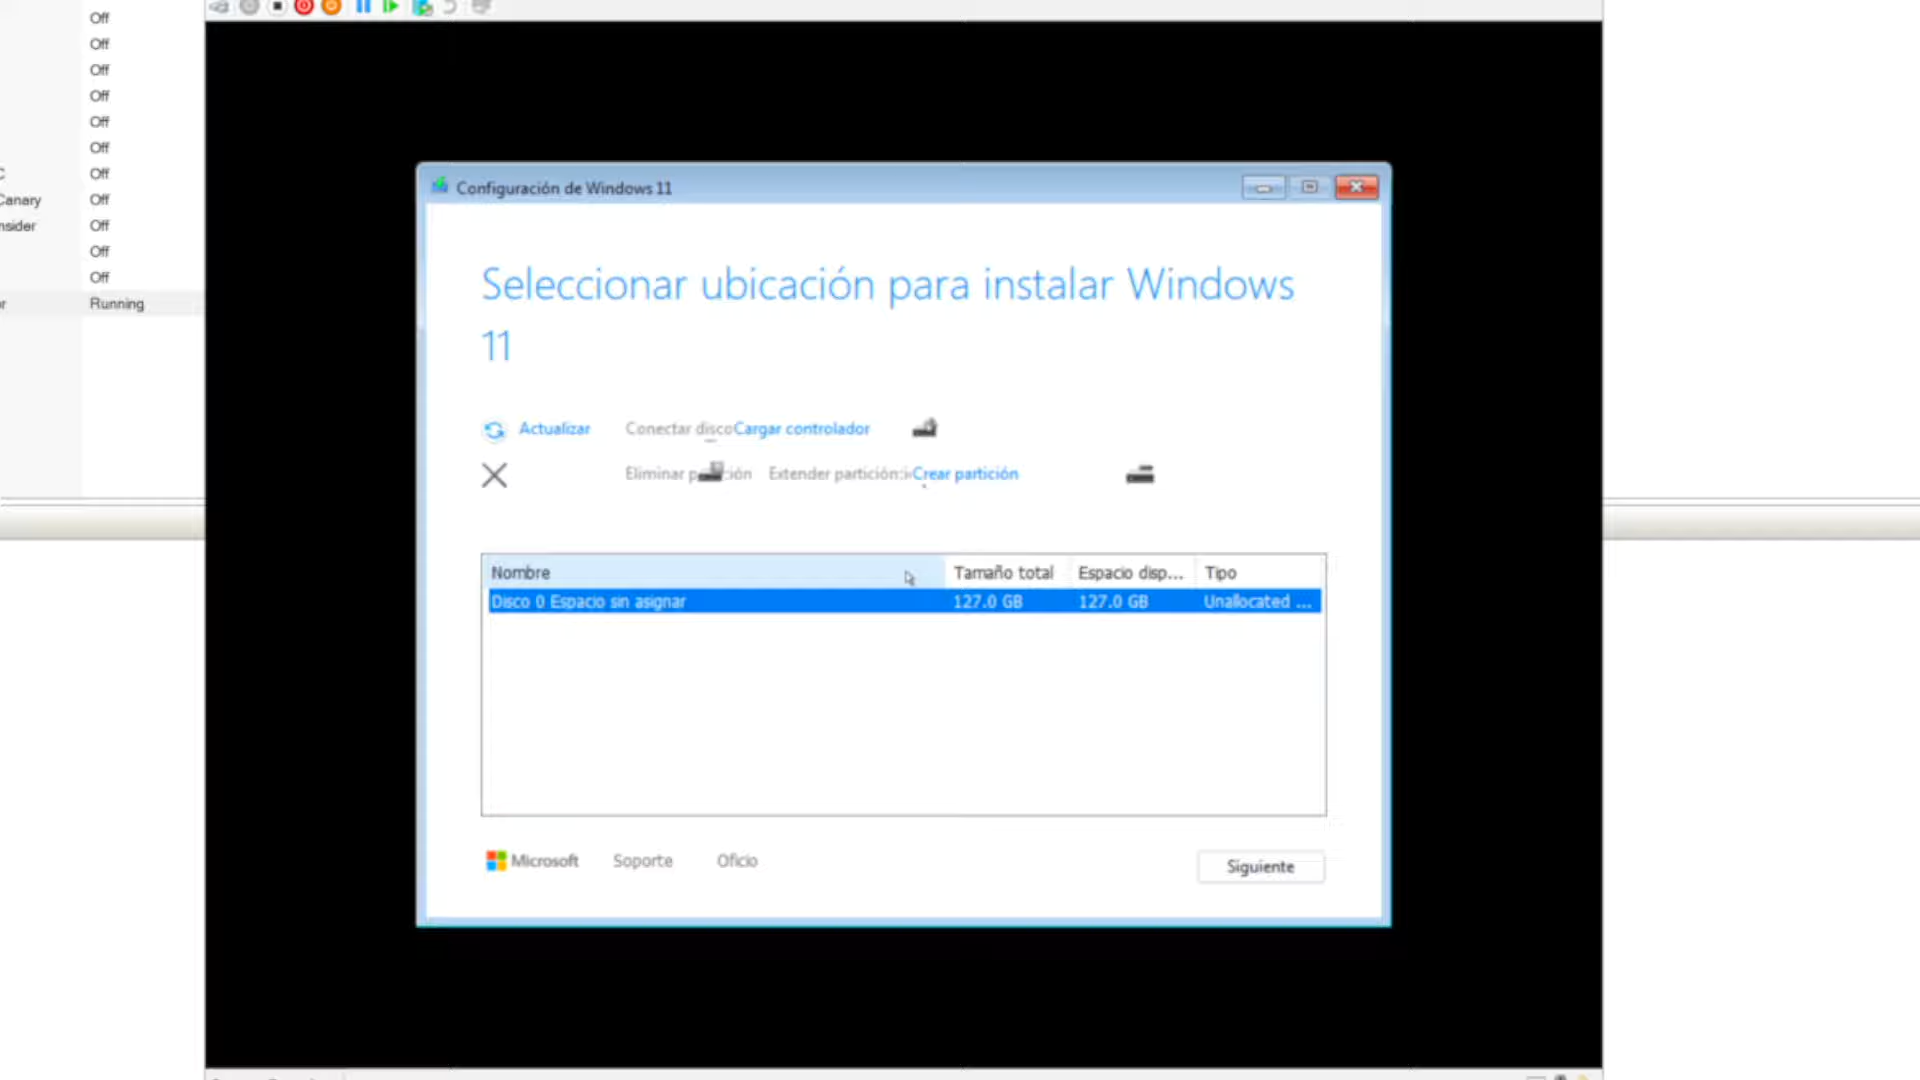 Off
Off
Off
Off
Off
Off
C Off
Canary Off
nsider Off
Off
Off
or Running
Configuración de Windows 11
Seleccionar ubicación para instalar Windows
11
Actualizar Conectar disco Cargar controlador
Eliminar partición Extender partición Crear partición
Nombre Tamaño total Espacio disp... Tipo
Disco 0 Espacio sin asignar 127.0 GB 127.0 GB Unallocated ...
Microsoft Soporte Oficio Siguiente